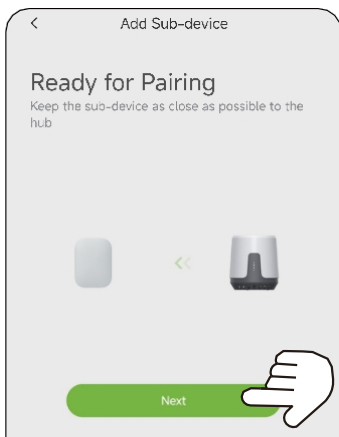 Add Sub-device
Ready for Pairing
Keep the sub-device as close as possible to the
hub
Next